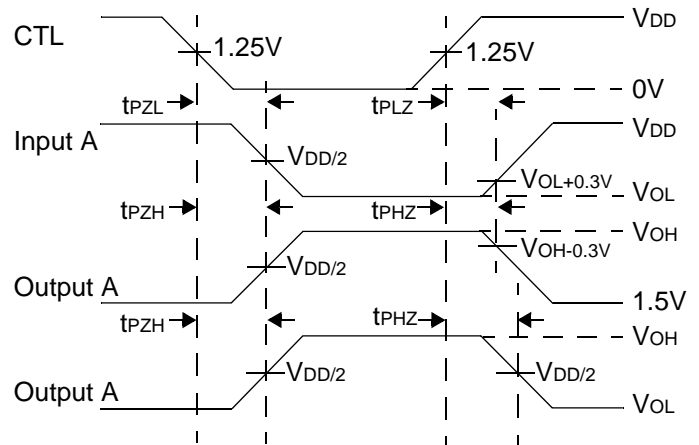 CTL
1.25V
1.25V
VDD
0V
tPZL
tPLZ
Input A
VDD
VDD/2
VOL+0.3V
VOL
tPZH
tPHZ
VOH
VOH-0.3V
VDD/2
Output A
1.5V
tPZH
tPHZ
VOH
VDD/2
VDD/2
Output A
VOL